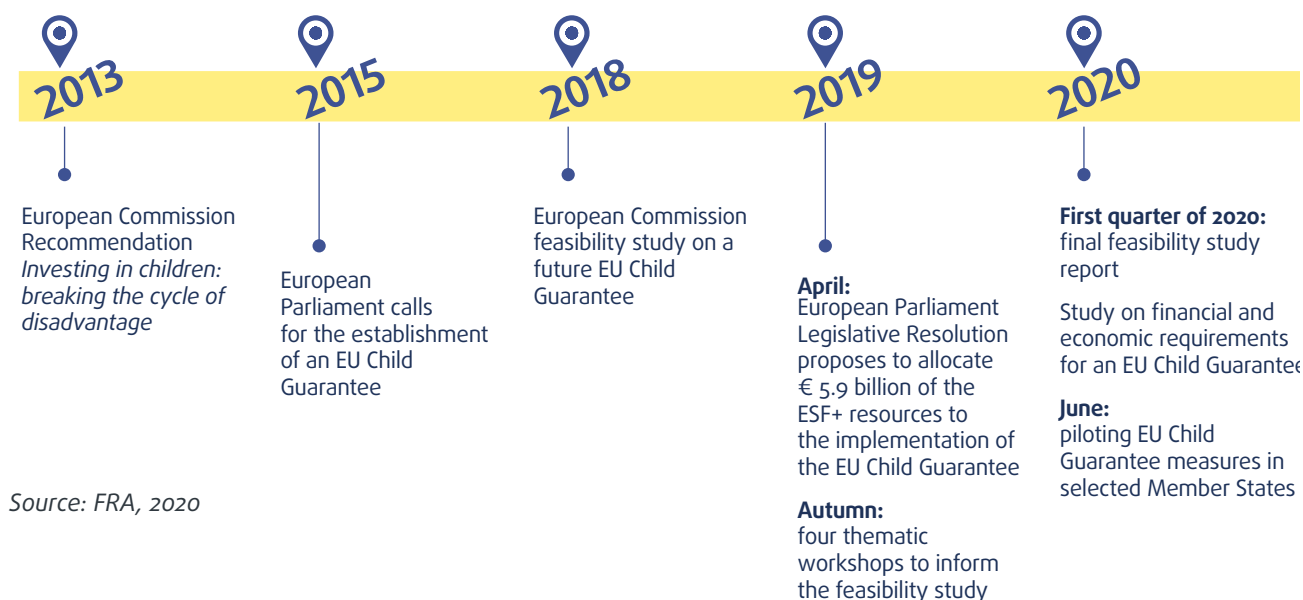 2013
European Commission
Recommendation
Investing in children:
breaking the cycle of
disadvantage
2015
European
Parliament calls
for the establishment
of an EU Child
Guarantee
2018
European Commission
feasibility study on a
future EU Child
Guarantee
2019
April:
European Parliament
Legislative Resolution
proposes to allocate
€ 5.9 billion of the
ESF+ resources to
the implementation of
the EU Child Guarantee
Autumn:
four thematic
workshops to inform
the feasibility study
2020
First quarter of 2020:
final feasibility study
report
Study on financial and
economic requirements
for an EU Child Guarantee
June:
piloting EU Child
Guarantee measures in
selected Member States
Source: FRA, 2020